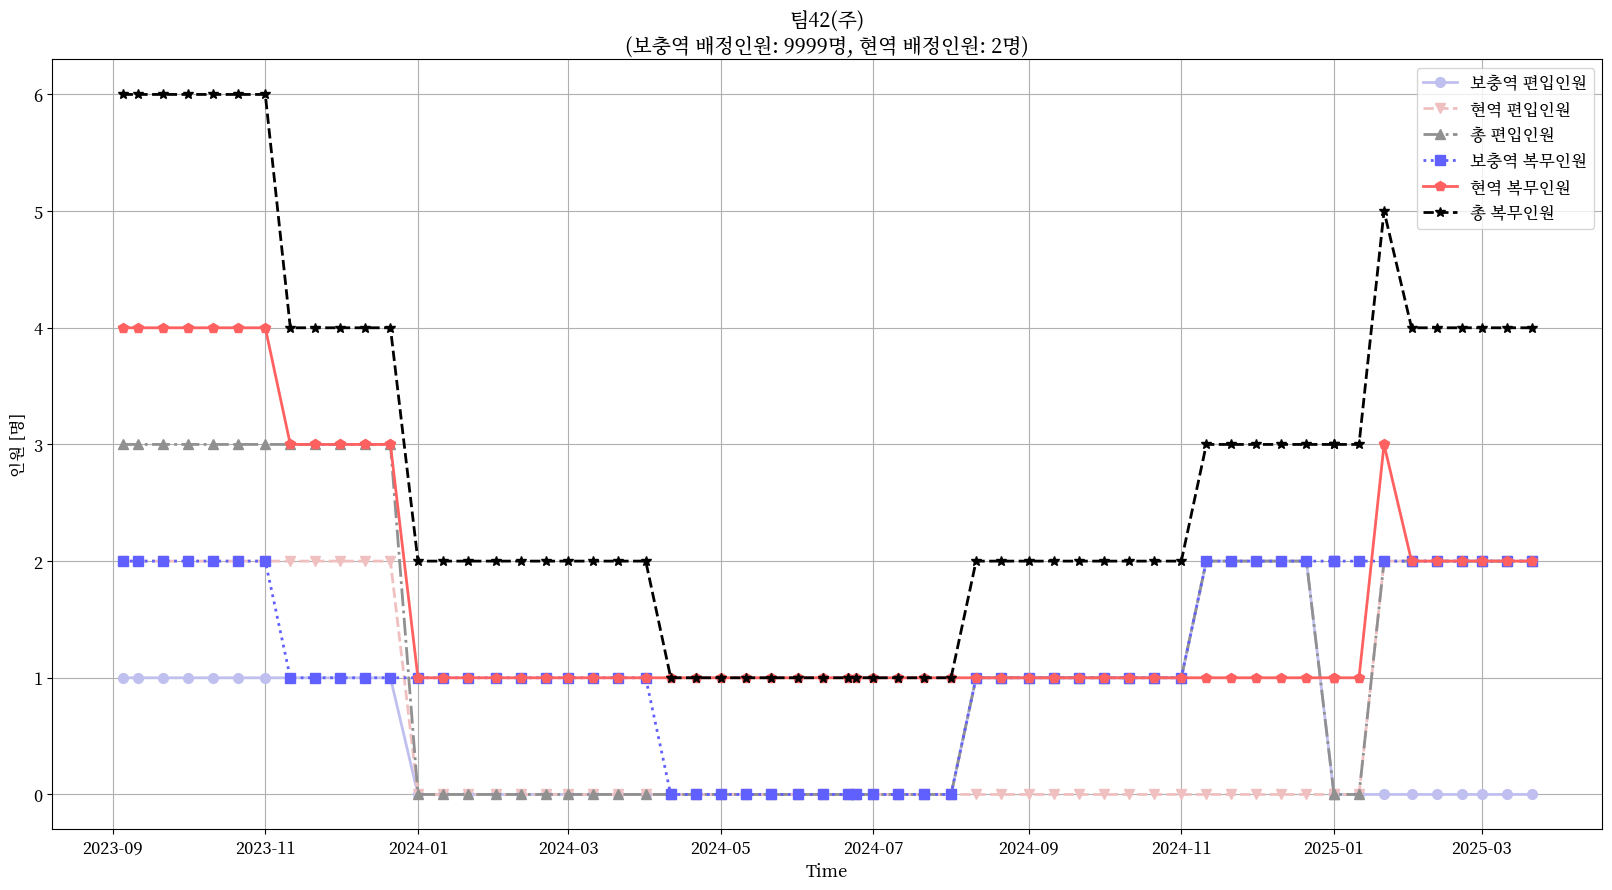 팀42(주)
(보충역 배정인원: 9999명, 현역 배정인원: 2명)
보충역 편입인원
현역 편입인원
총 편입인원
보충역 복무인원
현역 복무인원
총 복무인원
인원 [명]
6
5
4
3
2
1
0
2023-09
2023-11
2024-01
2024-03
2024-05
2024-07
2024-09
2024-11
2025-01
2025-03
Time